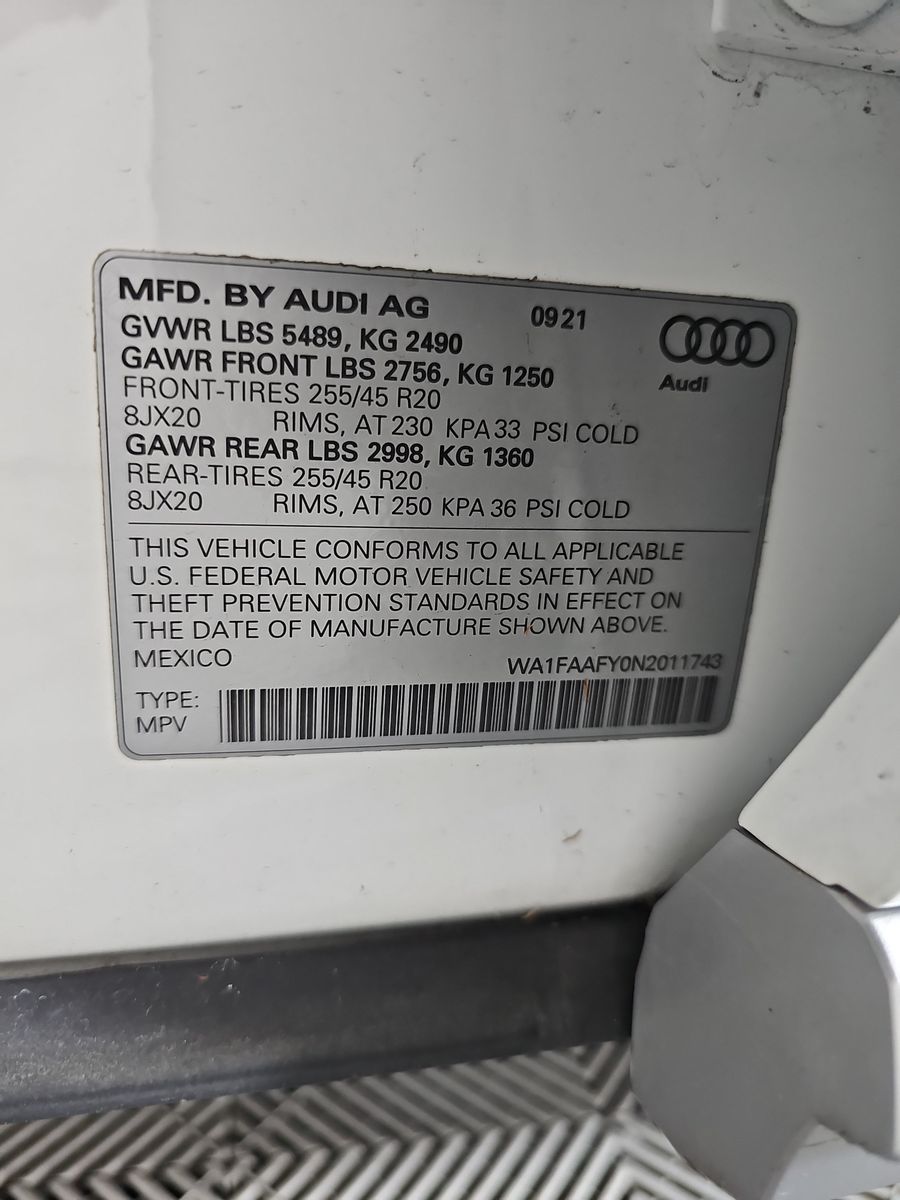 MFD. BY AUDI AG 0921
GVWR LBS 5489, KG 2490
GAWR FRONT LBS 2756, KG 1250
Audi
FRONT-TIRES 255/45 R20
8JX20 RIMS, AT 230 KPA 33 PSI COLD
GAWR REAR LBS 2998, KG 1360
REAR-TIRES 255/45 R20
8JX20 RIMS, AT 250 KPA 36 PSI COLD
THIS VEHICLE CONFORMS TO ALL APPLICABLE
U.S. FEDERAL MOTOR VEHICLE SAFETY AND
THEFT PREVENTION STANDARDS IN EFFECT ON
THE DATE OF MANUFACTURE SHOWN ABOVE.
MEXICO WA1FAAFY0N2011743
TYPE:
MPV